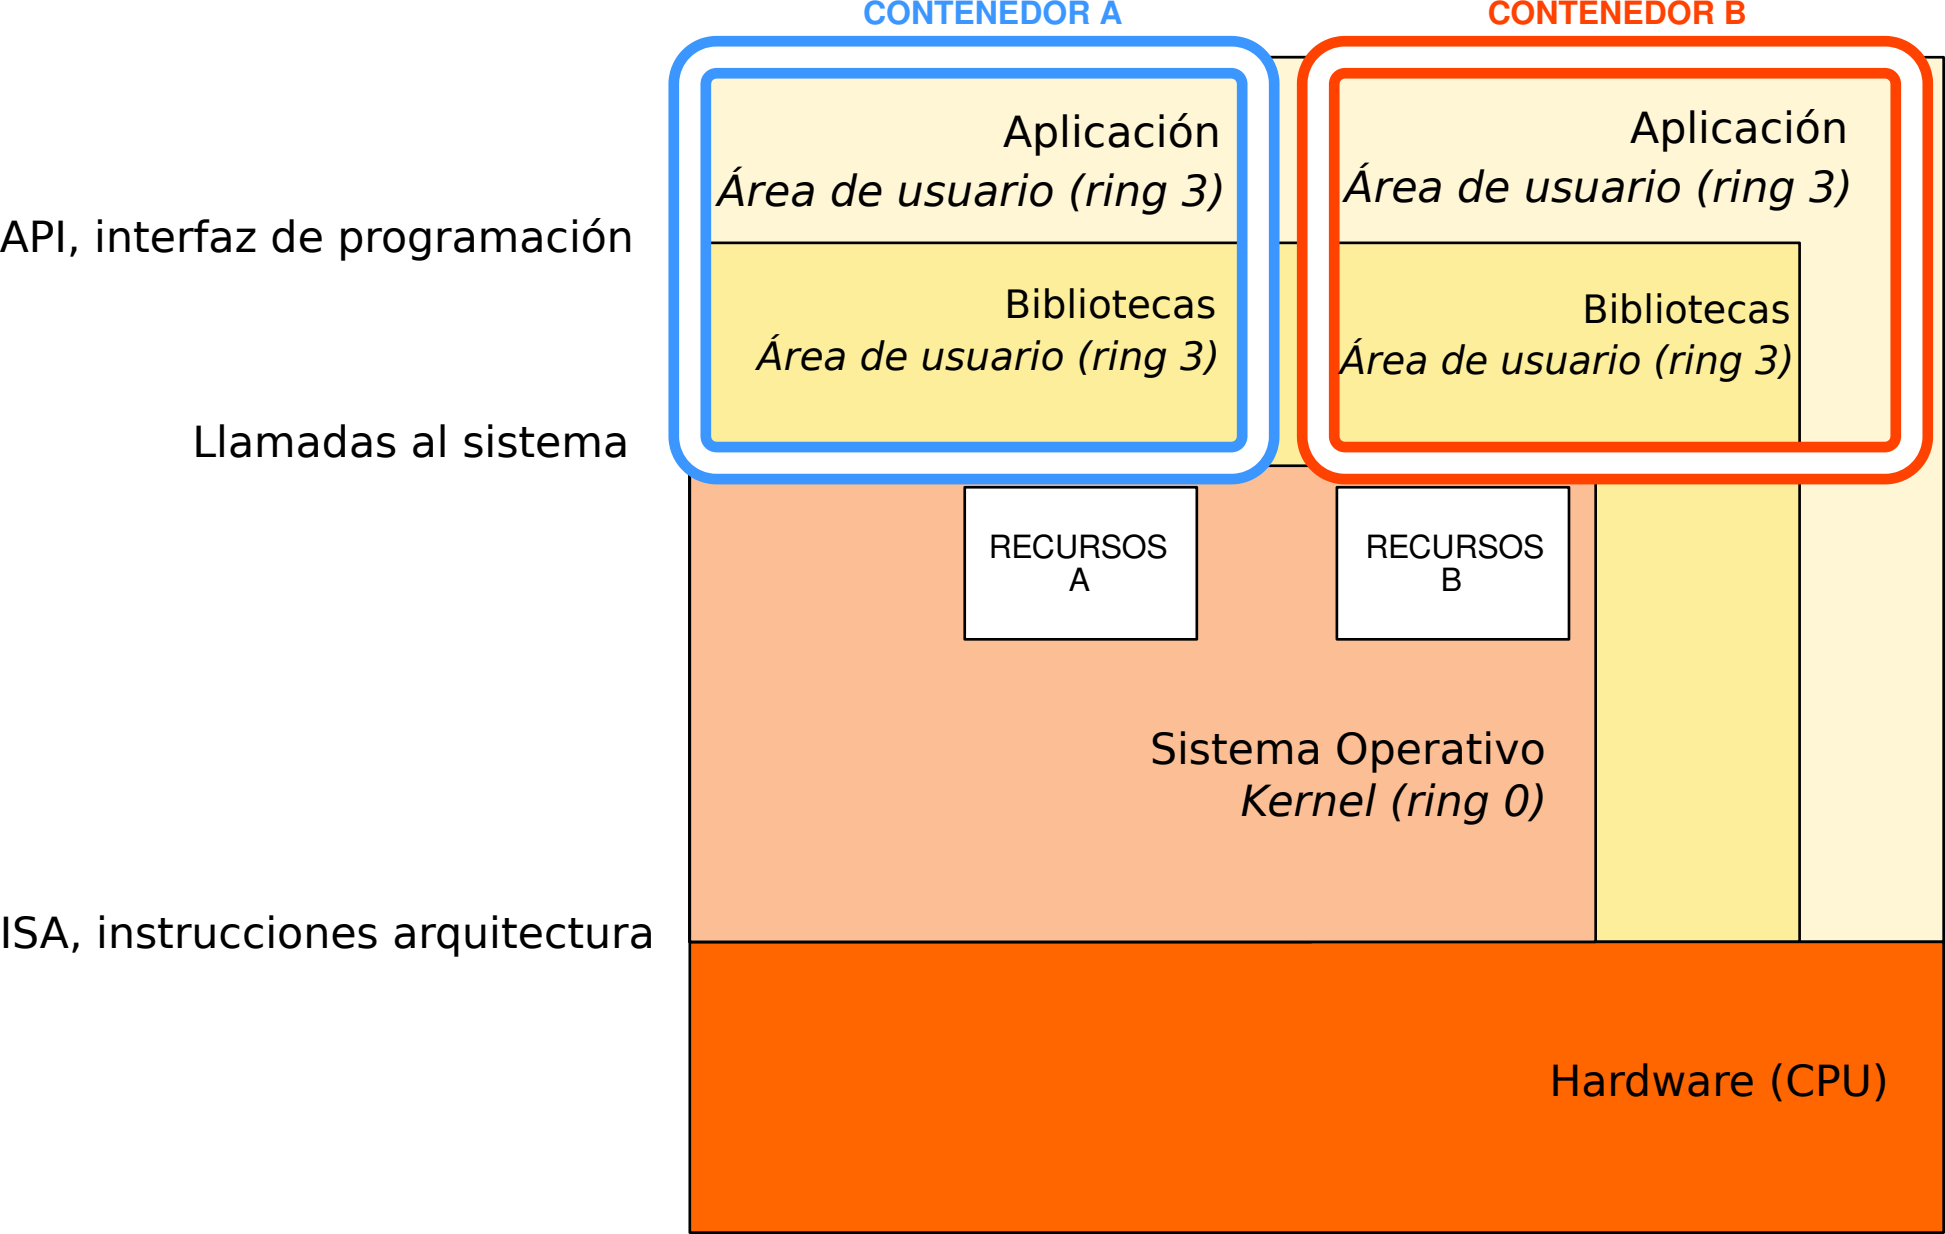 CONTENEDOR A
CONTENEDOR B
Aplicación
Área de usuario (ring 3)
Aplicación
Área de usuario (ring 3)
API, interfaz de programación
Bibliotecas
Área de usuario (ring 3)
Bibliotecas
Área de usuario (ring 3)
Llamadas al sistema
RECURSOS
A
RECURSOS
B
Sistema Operativo
Kernel (ring 0)
ISA, instrucciones arquitectura
Hardware (CPU)